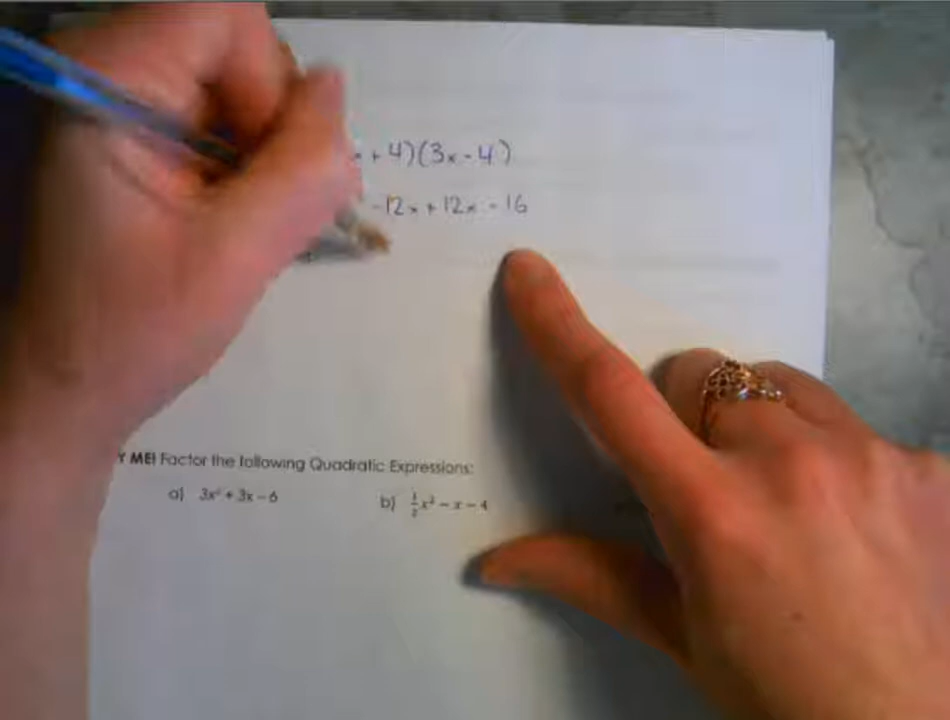 + 4)(3x - 4)
-12x + 12x - 16
Y ME! Factor the following Quadratic Expressions:
a) 3x² + 3x - 6
b) ½x² - x - 4